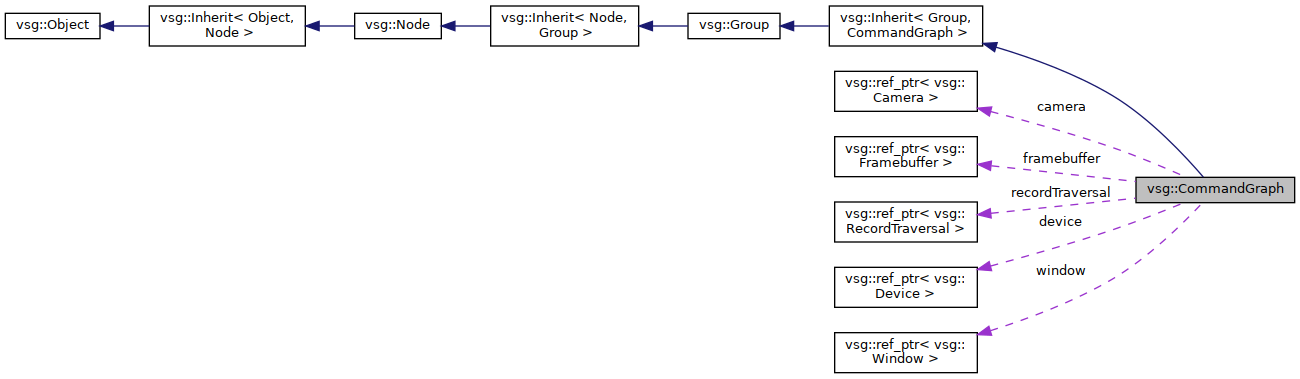 vsg::Object
vsg::Inherit< Object,
Node >
vsg::Node
vsg::Inherit< Node,
Group >
vsg::Group
vsg::Inherit< Group,
CommandGraph >
vsg::ref_ptr< vsg::
Camera >
camera
vsg::ref_ptr< vsg::
Framebuffer >
framebuffer
vsg::CommandGraph
vsg::ref_ptr< vsg::
RecordTraversal >
recordTraversal
device
vsg::ref_ptr< vsg::
Device >
window
vsg::ref_ptr< vsg::
Window >